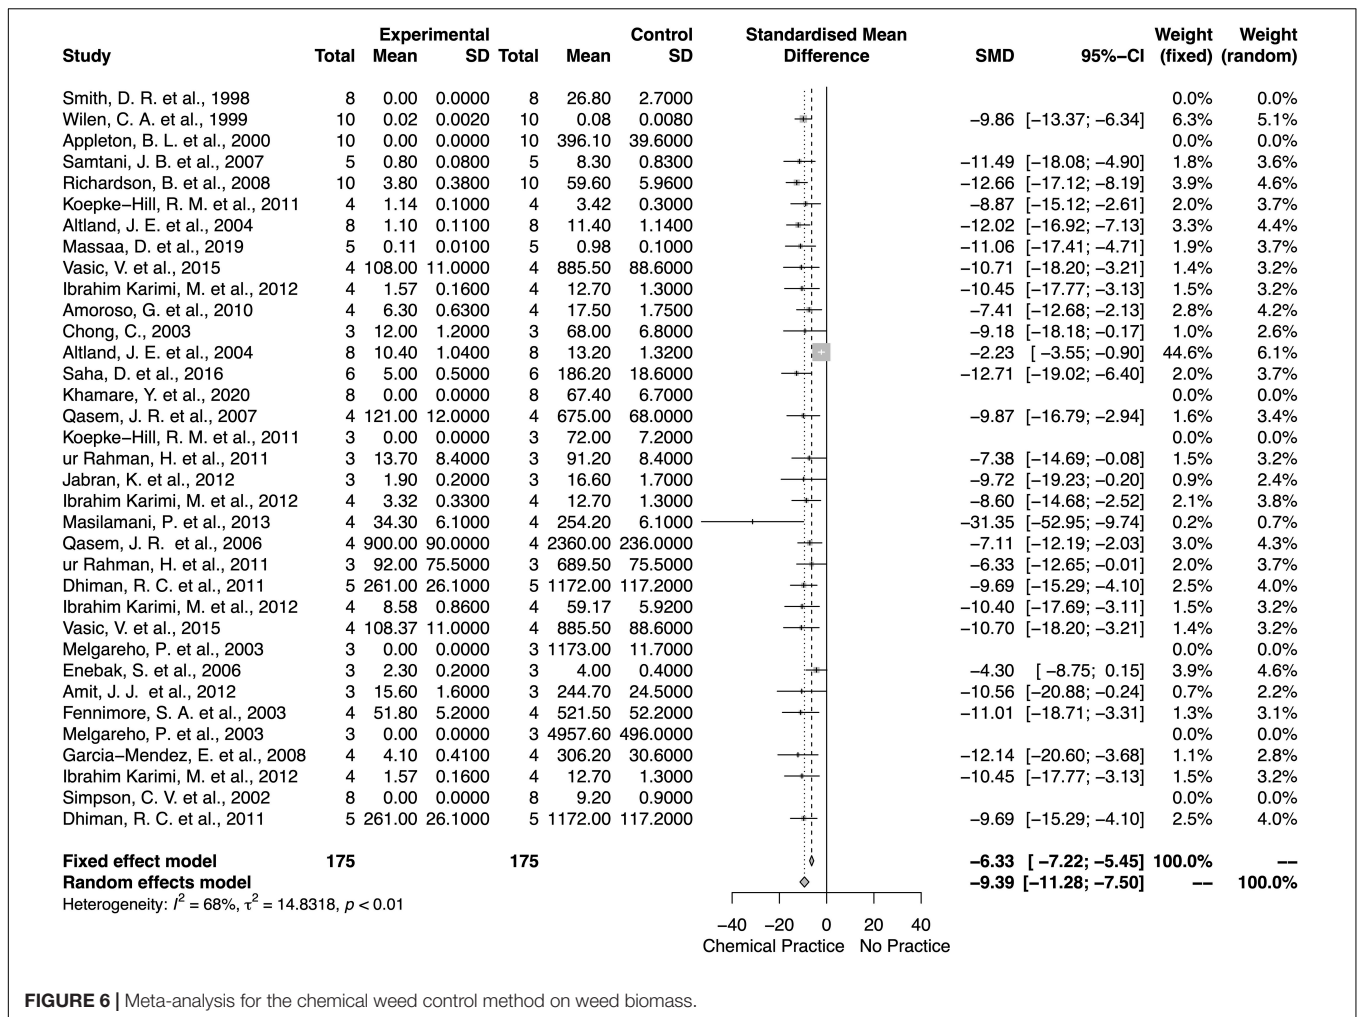 Experimental Control Standardised Mean Weight Weight
Study Total Mean SD Total Mean SD Difference SMD 95%−CI (fixed) (random)
Smith, D. R. et al., 1998 8 0.00 0.0000 8 26.80 2.7000 0.0% 0.0%
Wilen, C. A. et al., 1999 10 0.02 0.0020 10 0.08 0.0080 −9.86 [−13.37; −6.34] 6.3% 5.1%
Appleton, B. L. et al., 2000 10 0.00 0.0000 10 396.10 39.6000 0.0% 0.0%
Samtani, J. B. et al., 2007 5 0.80 0.0800 5 8.30 0.8300 −11.49 [−18.08; −4.90] 1.8% 3.6%
Richardson, B. et al., 2008 10 3.80 0.3800 10 59.60 5.9600 −12.66 [−17.12; −8.19] 3.9% 4.6%
Koepke−Hill, R. M. et al., 2011 4 1.14 0.1000 4 3.42 0.3000 −8.87 [−15.12; −2.61] 2.0% 3.7%
Altland, J. E. et al., 2004 8 1.10 0.1100 8 11.40 1.1400 −12.02 [−16.92; −7.13] 3.3% 4.4%
Massaa, D. et al., 2019 5 0.11 0.0100 5 0.98 0.1000 −11.06 [−17.41; −4.71] 1.9% 3.7%
Vasic, V. et al., 2015 4 108.00 11.0000 4 885.50 88.6000 −10.71 [−18.20; −3.21] 1.4% 3.2%
Ibrahim Karimi, M. et al., 2012 4 1.57 0.1600 4 12.70 1.3000 −10.45 [−17.77; −3.13] 1.5% 3.2%
Amoroso, G. et al., 2010 4 6.30 0.6300 4 17.50 1.7500 −7.41 [−12.68; −2.13] 2.8% 4.2%
Chong, C., 2003 3 12.00 1.2000 3 68.00 6.8000 −9.18 [−18.18; −0.17] 1.0% 2.6%
Altland, J. E. et al., 2004 8 10.40 1.0400 8 13.20 1.3200 −2.23 [ −3.55; −0.90] 44.6% 6.1%
Saha, D. et al., 2016 6 5.00 0.5000 6 186.20 18.6000 −12.71 [−19.02; −6.40] 2.0% 3.7%
Khamare, Y. et al., 2020 8 0.00 0.0000 8 67.40 6.7000 0.0% 0.0%
Qasem, J. R. et al., 2007 4 121.00 12.0000 4 675.00 68.0000 −9.87 [−16.79; −2.94] 1.6% 3.4%
Koepke−Hill, R. M. et al., 2011 3 0.00 0.0000 3 72.00 7.2000 0.0% 0.0%
ur Rahman, H. et al., 2011 3 13.70 8.4000 3 91.20 8.4000 −7.38 [−14.69; −0.08] 1.5% 3.2%
Jabran, K. et al., 2012 3 1.90 0.2000 3 16.60 1.7000 −9.72 [−19.23; −0.20] 0.9% 2.4%
Ibrahim Karimi, M. et al., 2012 4 3.32 0.3300 4 12.70 1.3000 −8.60 [−14.68; −2.52] 2.1% 3.8%
Masilamani, P. et al., 2013 4 34.30 6.1000 4 254.20 6.1000 −31.35 [−52.95; −9.74] 0.2% 0.7%
Qasem, J. R. et al., 2006 4 900.00 90.0000 4 2360.00 236.0000 −7.11 [−12.19; −2.03] 3.0% 4.3%
ur Rahman, H. et al., 2011 3 92.00 75.5000 3 689.50 75.5000 −6.33 [−12.65; −0.01] 2.0% 3.7%
Dhiman, R. C. et al., 2011 5 261.00 26.1000 5 1172.00 117.2000 −9.69 [−15.29; −4.10] 2.5% 4.0%
Ibrahim Karimi, M. et al., 2012 4 8.58 0.8600 4 59.17 5.9200 −10.40 [−17.69; −3.11] 1.5% 3.2%
Vasic, V. et al., 2015 4 108.37 11.0000 4 885.50 88.6000 −10.70 [−18.20; −3.21] 1.4% 3.2%
Melgareho, P. et al., 2003 3 0.00 0.0000 3 1173.00 11.7000 0.0% 0.0%
Enebak, S. et al., 2006 3 2.30 0.2000 3 4.00 0.4000 −4.30 [ −8.75; 0.15] 3.9% 4.6%
Amit, J. J. et al., 2012 3 15.60 1.6000 3 244.70 24.5000 −10.56 [−20.88; −0.24] 0.7% 2.2%
Fennimore, S. A. et al., 2003 4 51.80 5.2000 4 521.50 52.2000 −11.01 [−18.71; −3.31] 1.3% 3.1%
Melgareho, P. et al., 2003 3 0.00 0.0000 3 4957.60 496.0000 0.0% 0.0%
Garcia−Mendez, E. et al., 2008 4 4.10 0.4100 4 306.20 30.6000 −12.14 [−20.60; −3.68] 1.1% 2.8%
Ibrahim Karimi, M. et al., 2012 4 1.57 0.1600 4 12.70 1.3000 −10.45 [−17.77; −3.13] 1.5% 3.2%
Simpson, C. V. et al., 2002 8 0.00 0.0000 8 9.20 0.9000 0.0% 0.0%
Dhiman, R. C. et al., 2011 5 261.00 26.1000 5 1172.00 117.2000 −9.69 [−15.29; −4.10] 2.5% 4.0%
Fixed effect model 175 175 −6.33 [ −7.22; −5.45] 100.0% −−
Random effects model −9.39 [−11.28; −7.50] −− 100.0%
Heterogeneity: I² = 68%, τ² = 14.8318, p < 0.01
−40 −20 0 20 40
Chemical Practice No Practice
FIGURE 6 | Meta-analysis for the chemical weed control method on weed biomass.